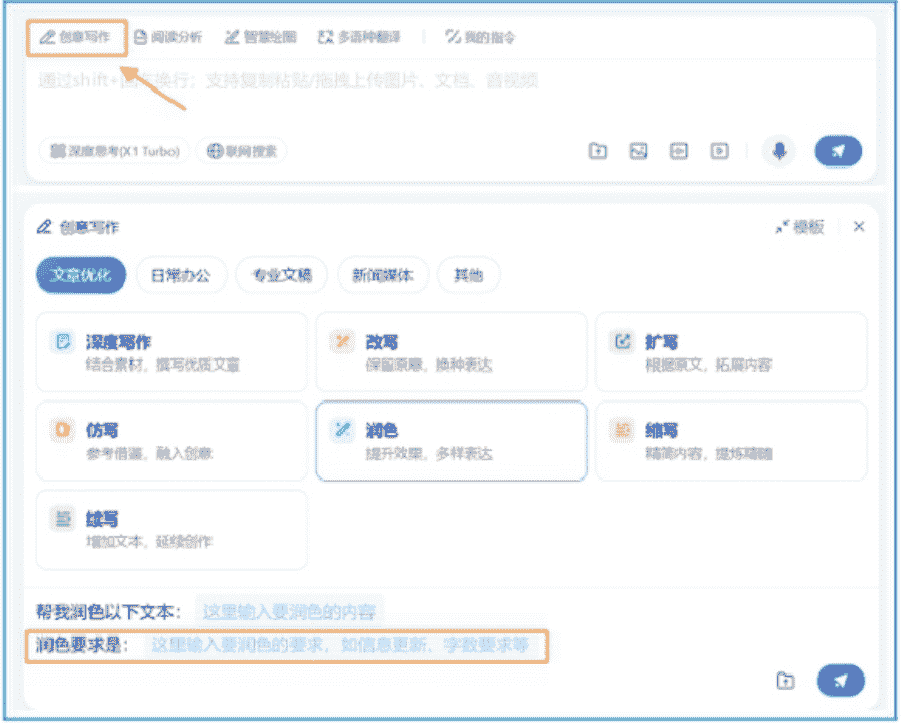 创意写作 阅读分析 智慧绘图 多语种翻译 我的指令
通过shift+回车换行；支持复制粘贴/拖拽上传图片、文档、音视频
深度思考(X1 Turbo) 联网搜索
创意写作 模板
文章优化 日常办公 专业文稿 新闻媒体 其他
深度写作 改写 扩写
结合素材，撰写优质文章 保留原意，换种表达 根据原文，拓展内容
仿写 润色 缩写
参考借鉴，融入创意 提升效果，多样表达 精简内容，提炼精髓
续写
增加文本，延续创作
帮我润色以下文本： 这里输入要润色的内容
润色要求是： 这里输入要润色的要求，如信息更新、字数要求等